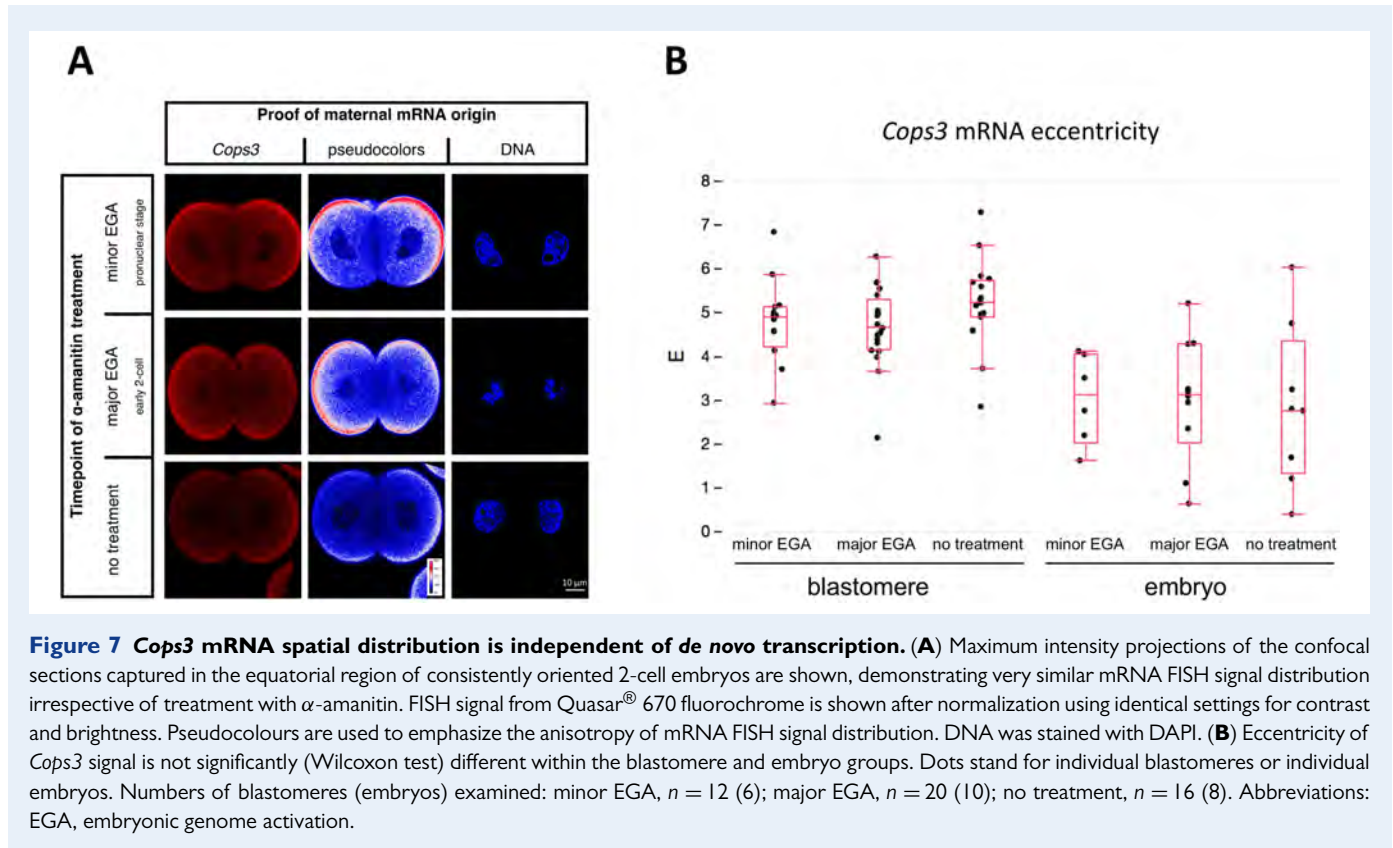 A
Proof of maternal mRNA origin
Cops3 pseudocolors DNA
Timepoint of α-amanitin treatment
minor EGA
pronuclear stage
major EGA
early 2-cell
no treatment
10 µm
B
Cops3 mRNA eccentricity
E
8
7
6
5
4
3
2
1
0
minor EGA major EGA no treatment minor EGA major EGA no treatment
blastomere embryo
Figure 7 Cops3 mRNA spatial distribution is independent of de novo transcription. (A) Maximum intensity projections of the confocal
sections captured in the equatorial region of consistently oriented 2-cell embryos are shown, demonstrating very similar mRNA FISH signal distribution
irrespective of treatment with α-amanitin. FISH signal from Quasar® 670 fluorochrome is shown after normalization using identical settings for contrast
and brightness. Pseudocolours are used to emphasize the anisotropy of mRNA FISH signal distribution. DNA was stained with DAPI. (B) Eccentricity of
Cops3 signal is not significantly (Wilcoxon test) different within the blastomere and embryo groups. Dots stand for individual blastomeres or individual
embryos. Numbers of blastomeres (embryos) examined: minor EGA, n = 12 (6); major EGA, n = 20 (10); no treatment, n = 16 (8). Abbreviations:
EGA, embryonic genome activation.